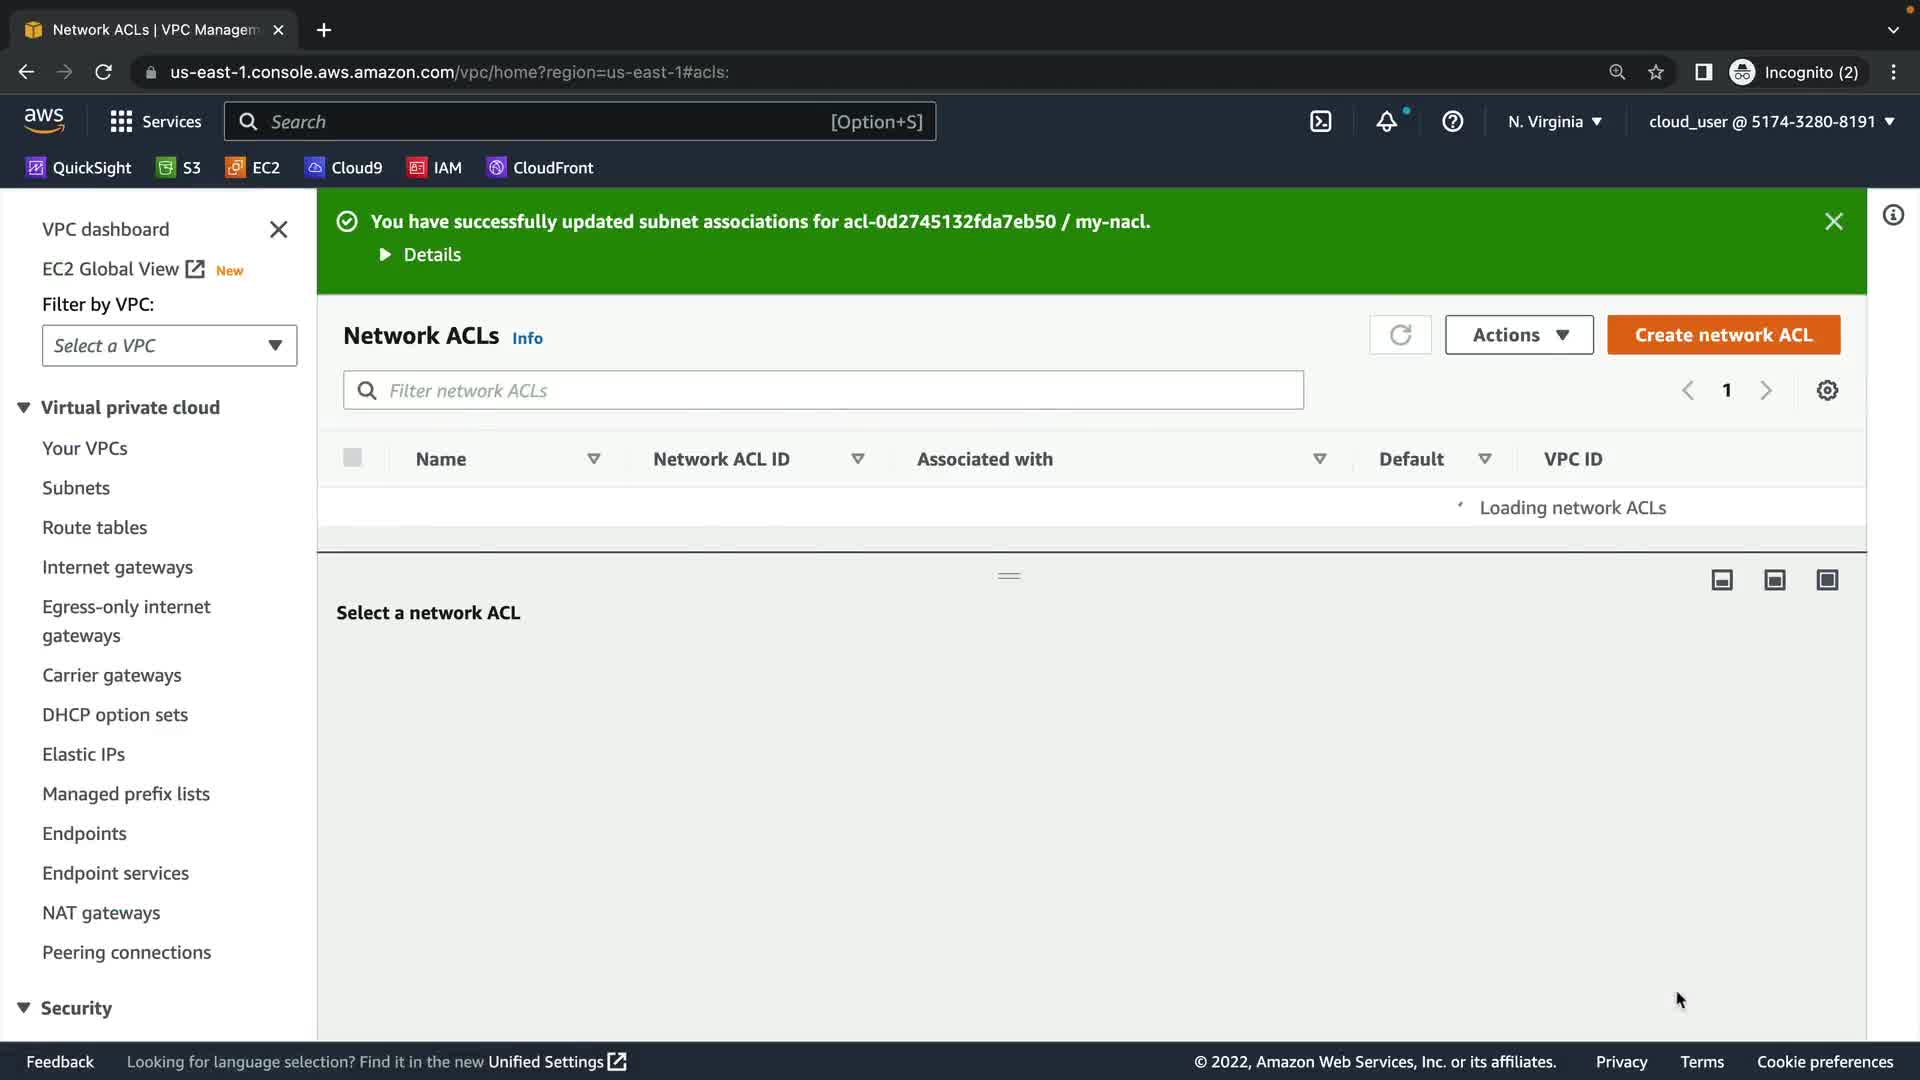 Network ACLs | VPC Managem
us-east-1.console.aws.amazon.com/vpc/home?region=us-east-1#acls:
Incognito (2)
aws
Services
Search
[Option+S]
N. Virginia
cloud_user @ 5174-3280-8191
QuickSight
S3
EC2
Cloud9
IAM
CloudFront
VPC dashboard
EC2 Global View
New
Filter by VPC:
Select a VPC
Virtual private cloud
Your VPCs
Subnets
Route tables
Internet gateways
Egress-only internet
gateways
Carrier gateways
DHCP option sets
Elastic IPs
Managed prefix lists
Endpoints
Endpoint services
NAT gateways
Peering connections
Security
You have successfully updated subnet associations for acl-0d2745132fda7eb50 / my-nacl.
Details
Network ACLs
Info
Actions
Create network ACL
Filter network ACLs
1
Name
Network ACL ID
Associated with
Default
VPC ID
Loading network ACLs
Select a network ACL
Feedback
Looking for language selection? Find it in the new Unified Settings
© 2022, Amazon Web Services, Inc. or its affiliates.
Privacy
Terms
Cookie preferences